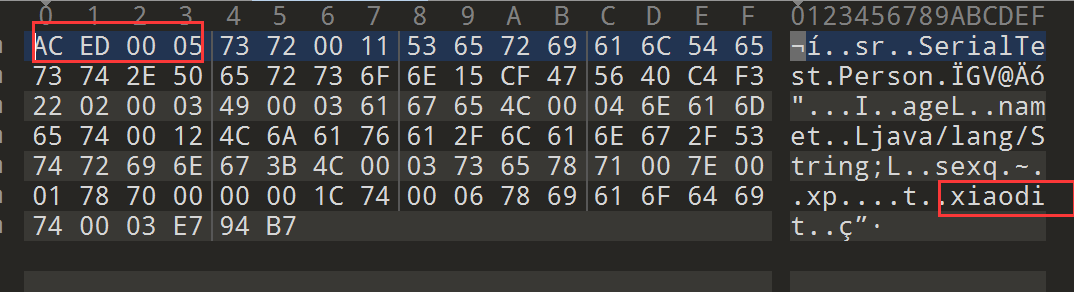 0 1 2 3 4 5 6 7 8 9 A B C D E F 0123456789ABCDEF
AC ED 00 05 73 72 00 11 53 65 72 69 61 6C 54 65 ¬í..sr..SerialTe
73 74 2E 50 65 72 73 6F 6E 15 CF 47 56 40 C4 F3 st.Person.ÏGV@Äó
22 02 00 03 49 00 03 61 67 65 4C 00 04 6E 61 6D "...I..ageL..nam
65 74 00 12 4C 6A 61 76 61 2F 6C 61 6E 67 2F 53 et..Ljava/lang/S
74 72 69 6E 67 3B 4C 00 03 73 65 78 71 00 7E 00 tring;L..sexq.~.
01 78 70 00 00 00 1C 74 00 06 78 69 61 6F 64 69 .xp....t..xiaodi
74 00 03 E7 94 B7 t..ç”·